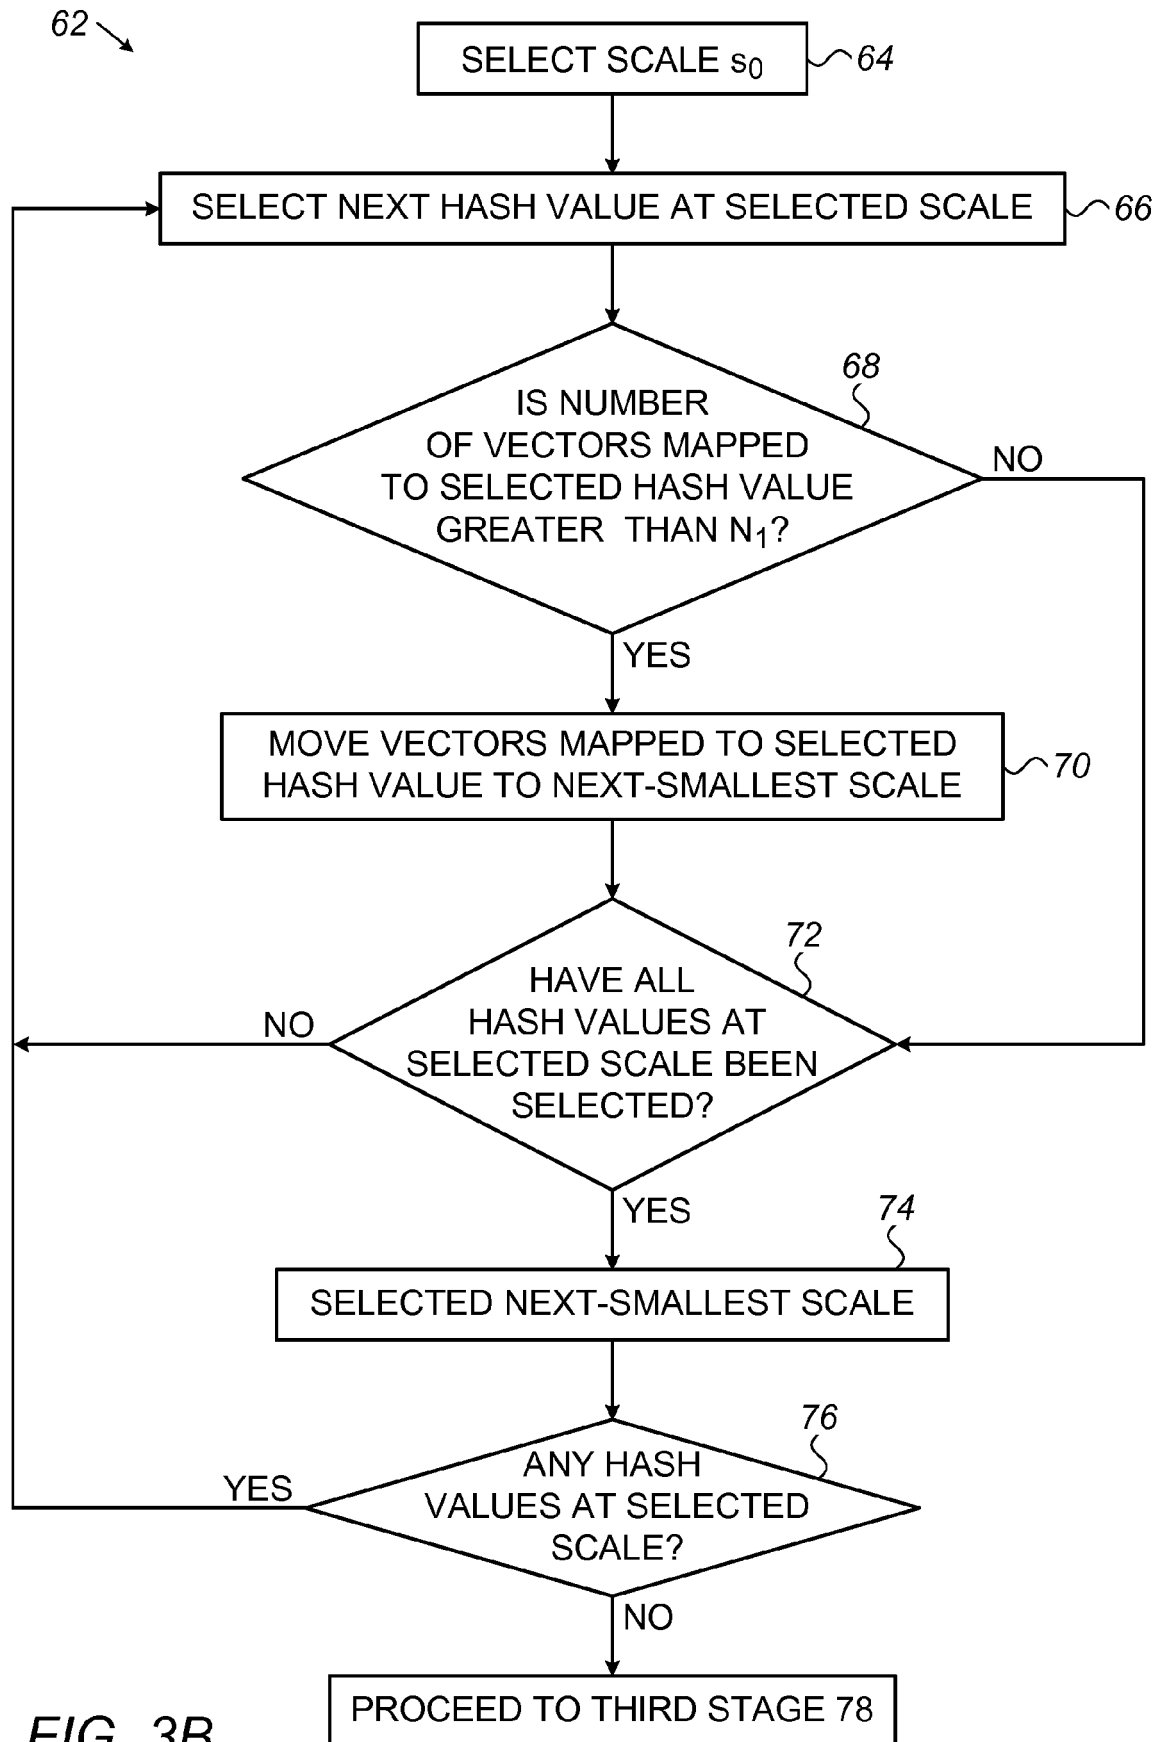 62
SELECT SCALE s0
64
SELECT NEXT HASH VALUE AT SELECTED SCALE
66
68
IS NUMBER
OF VECTORS MAPPED
TO SELECTED HASH VALUE
GREATER THAN N1?
NO
YES
MOVE VECTORS MAPPED TO SELECTED
HASH VALUE TO NEXT-SMALLEST SCALE
70
72
HAVE ALL
HASH VALUES AT
SELECTED SCALE BEEN
SELECTED?
NO
YES
74
SELECTED NEXT-SMALLEST SCALE
76
ANY HASH
VALUES AT SELECTED
SCALE?
YES
NO
PROCEED TO THIRD STAGE 78
FIG. 3B